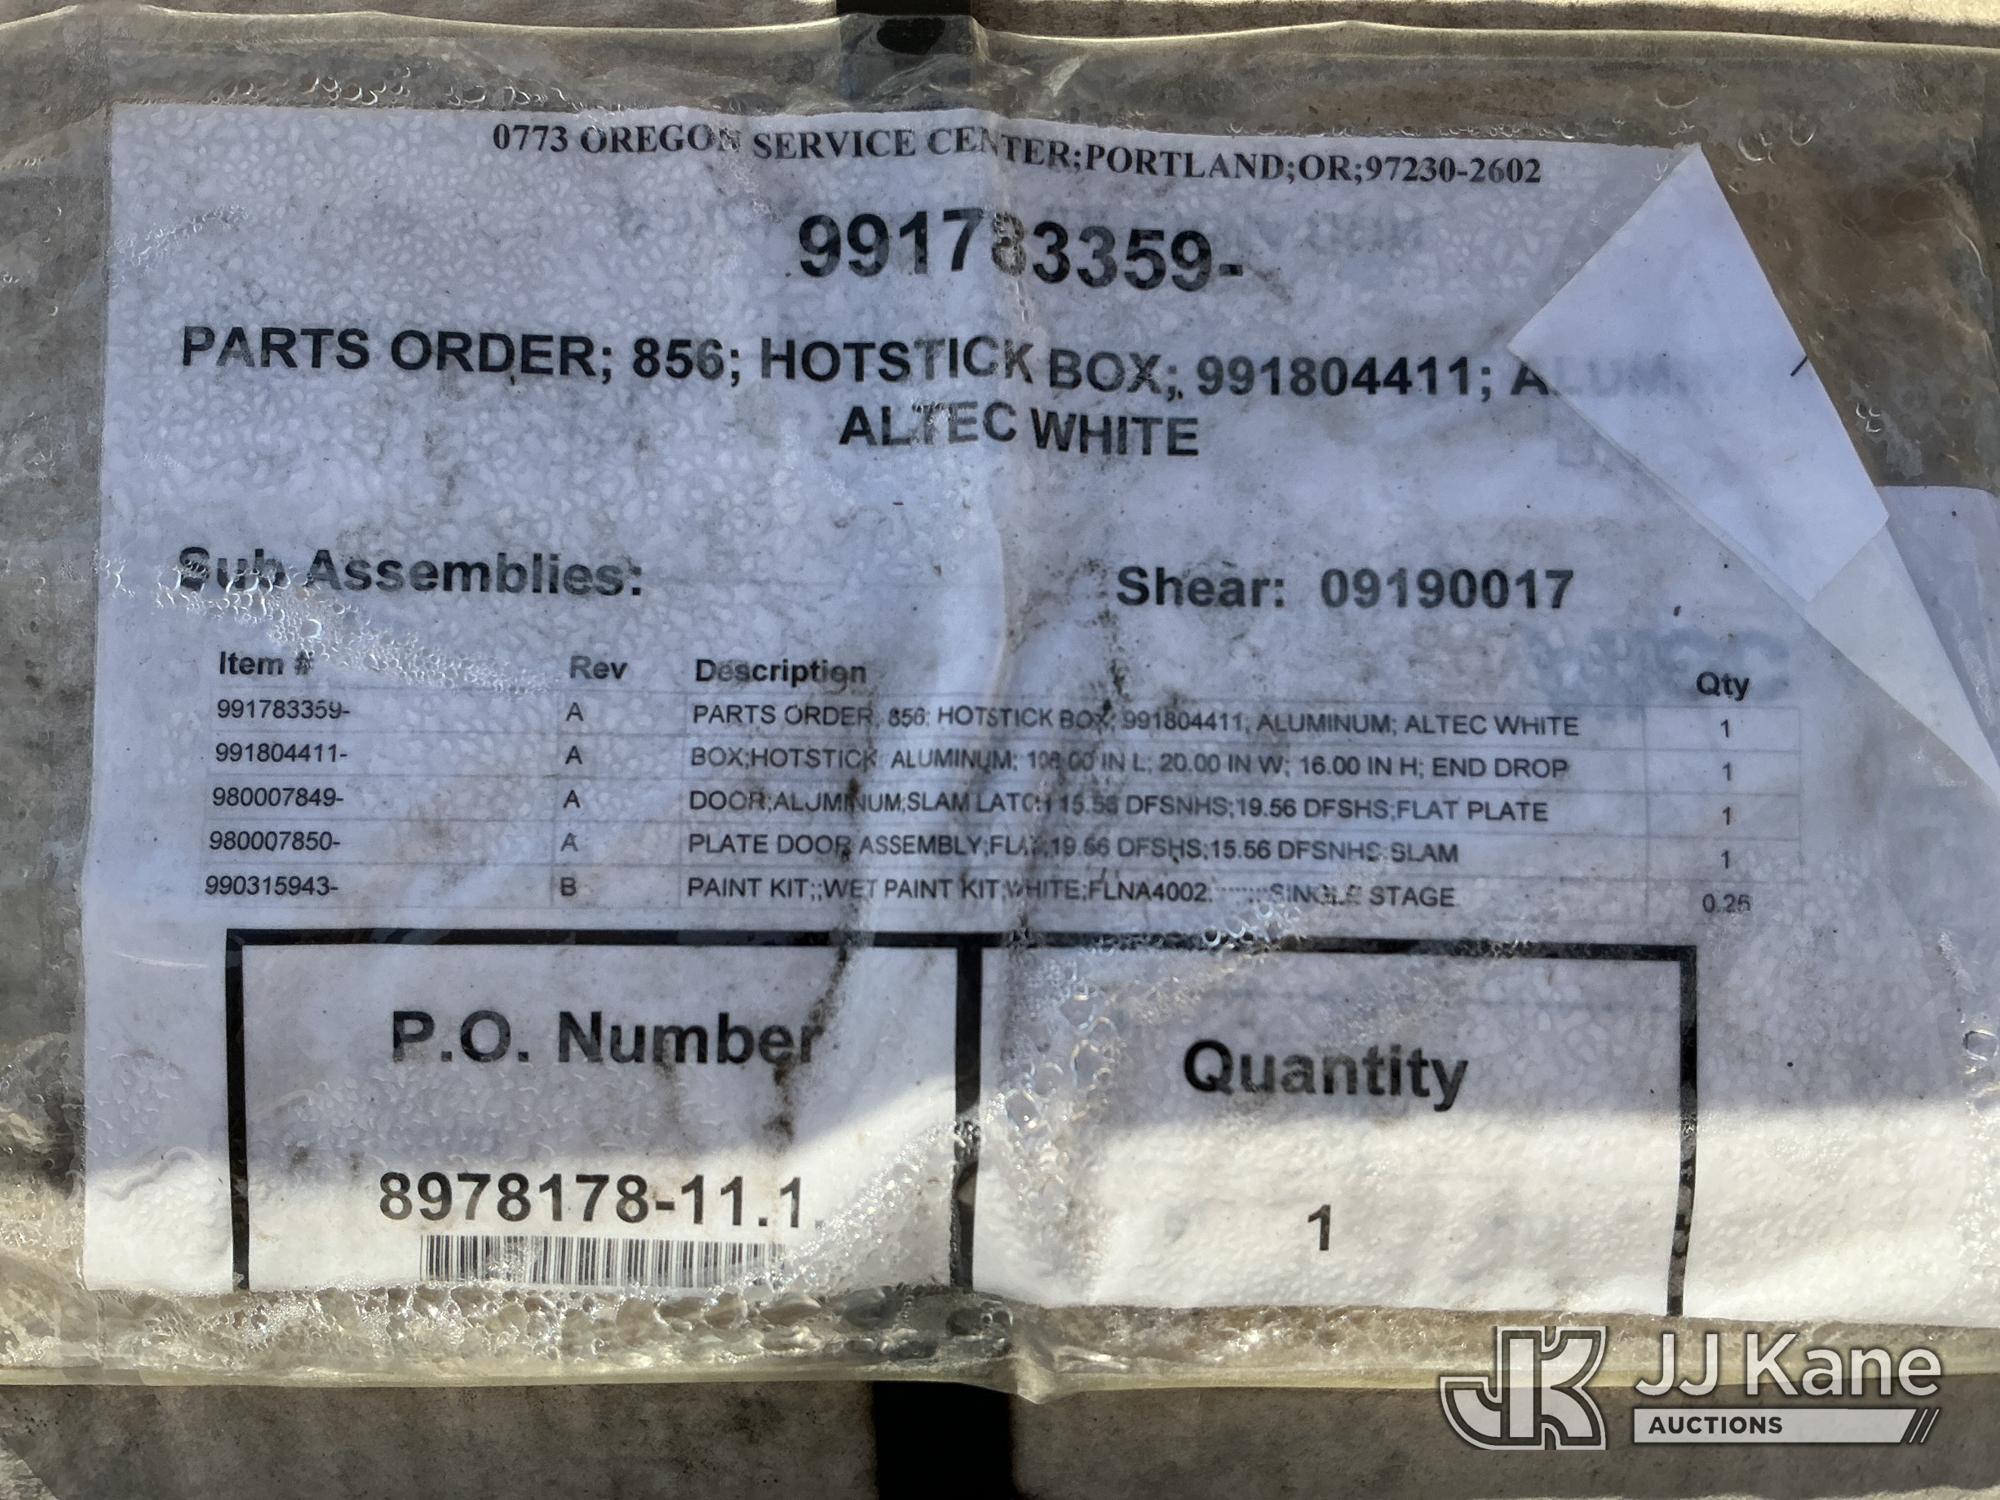 0773 OREGON SERVICE CENTER;PORTLAND;OR;97230-2602
991783359-
PARTS ORDER; 856; HOTSTICK BOX; 991804411; ALUM
ALTEC WHITE
Sub Assemblies: Shear: 09190017
Item # Rev Description Qty
991783359- A PARTS ORDER; 856; HOTSTICK BOX; 991804411; ALUMINUM; ALTEC WHITE 1
991804411- A BOX;HOTSTICK ALUMINUM; IN L; 20.00 IN W; 16.00 IN H; END DROP 1
980007849- A DOOR;ALUMINUM;SLAM LATCH 15.56 DFSNHS;19.56 DFSHS;FLAT PLATE 1
980007850- A PLATE DOOR ASSEMBLY;FLAT;19.56 DFSHS;15.56 DFSNHS;SLAM 1
990315943- B PAINT KIT;;WET PAINT KIT;WHITE;FLNA4002 SINGLE STAGE 0.25
P.O. Number Quantity
8978178-11.1. 1
JK JJ Kane
AUCTIONS